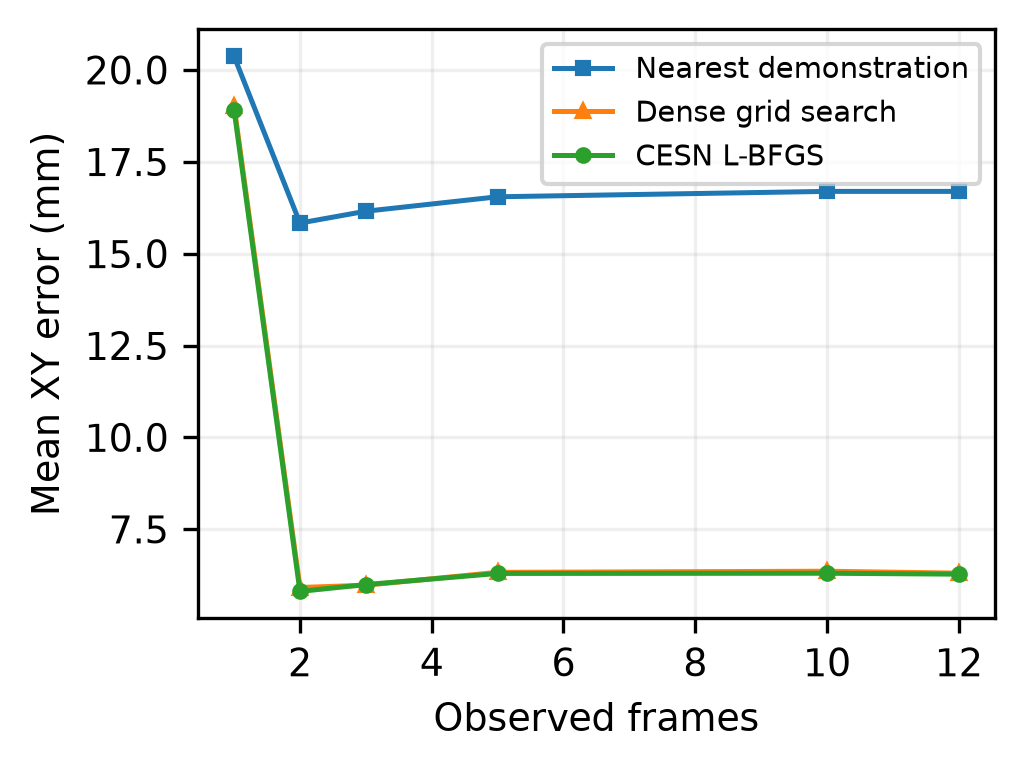 Mean XY error (mm)
20.0
17.5
15.0
12.5
10.0
7.5
Nearest demonstration
Dense grid search
CESN L-BFGS
2 4 6 8 10 12
Observed frames